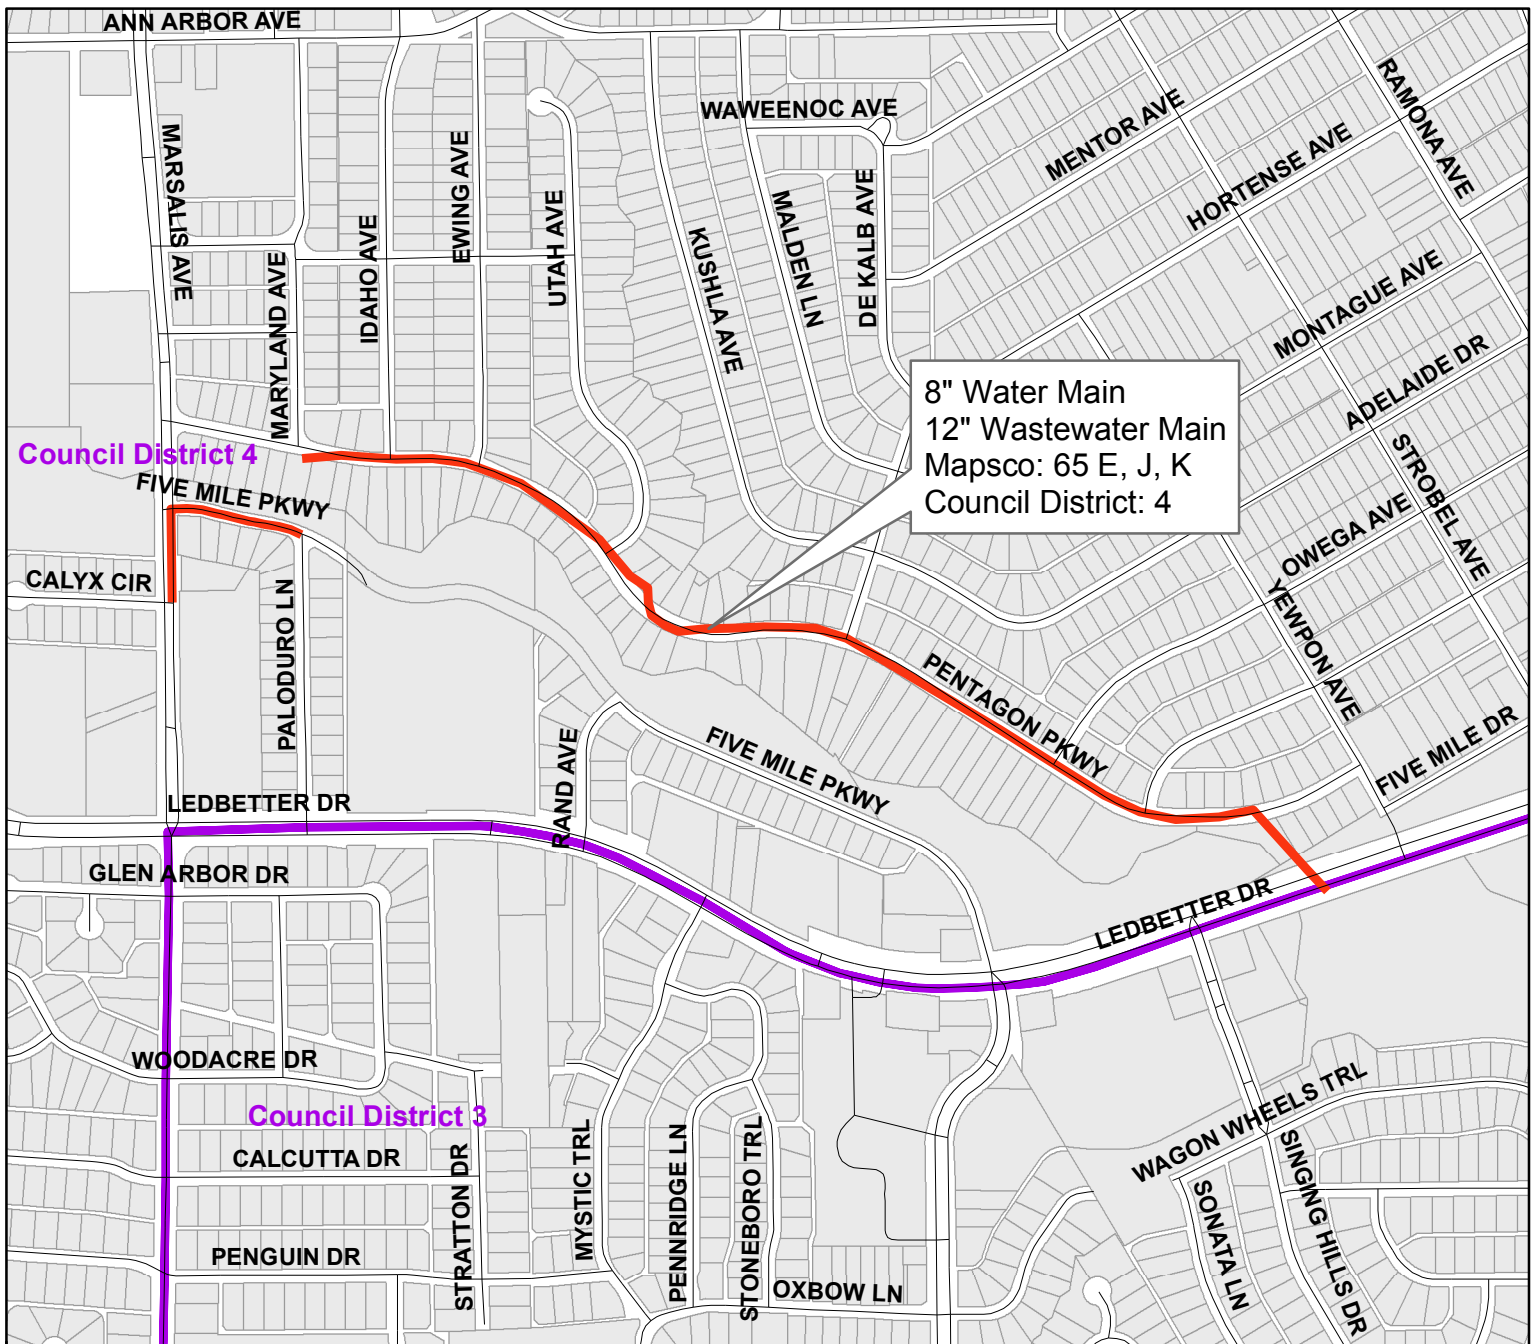 ANN ARBOR AVE
RAMONA AVE
WAWEENOC AVE
MENTOR AVE
HORTENSE AVE
MARSALIS AVE
EWING AVE
UTAH AVE
MALDEN LN
DE KALB AVE
KUSHLA AVE
IDAHO AVE
MARYLAND AVE
MONTAGUE AVE
ADELAIDE DR
8" Water Main
12" Wastewater Main
Mapsco: 65 E, J, K
Council District: 4
Council District 4
FIVE MILE PKWY
STROBEL AVE
OWEGA AVE
CALYX CIR
PALODURO LN
YEWPON AVE
PENTAGON PKWY
FIVE MILE DR
RAND AVE
FIVE MILE PKWY
LEDBETTER DR
GLEN ARBOR DR
LEDBETTER DR
WOODACRE DR
Council District 3
WAGON WHEELS TRL
CALCUTTA DR
STRATTON DR
MYSTIC TRL
PENNRIDGE LN
STONEBORO TRL
SONATA LN
SINGING HILLS DR
PENGUIN DR
OXBOW LN